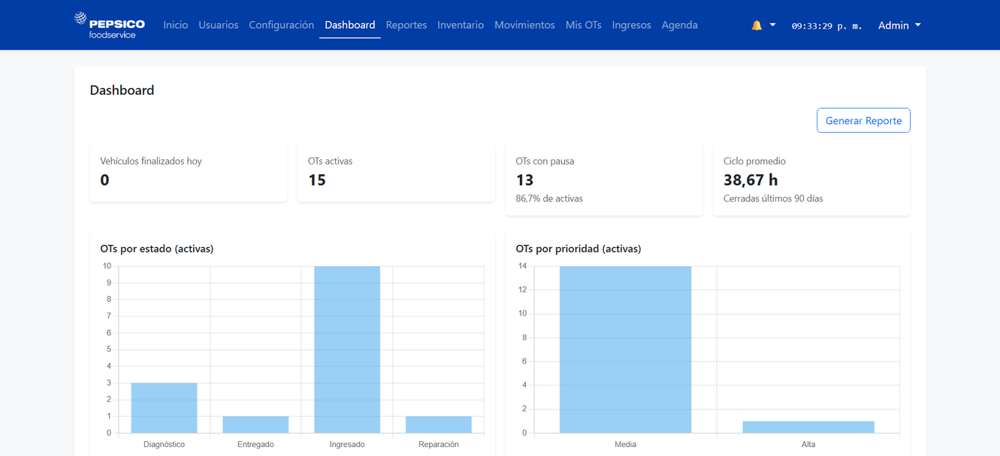 PEPSICO
foodservice
Inicio Usuarios Configuración Dashboard Reportes Inventario Movimientos Mis OTs Ingresos Agenda
09:33:29 p. m. Admin
Dashboard
Generar Reporte
Vehículos finalizados hoy
0
OTs activas
15
OTs con pausa
13
86,7% de activas
Ciclo promedio
38,67 h
Cerradas últimos 90 días
OTs por estado (activas)
10
9
8
7
6
5
4
3
2
1
0
Diagnóstico Entregado Ingresado Reparación
OTs por prioridad (activas)
14
12
10
8
6
4
2
0
Media Alta